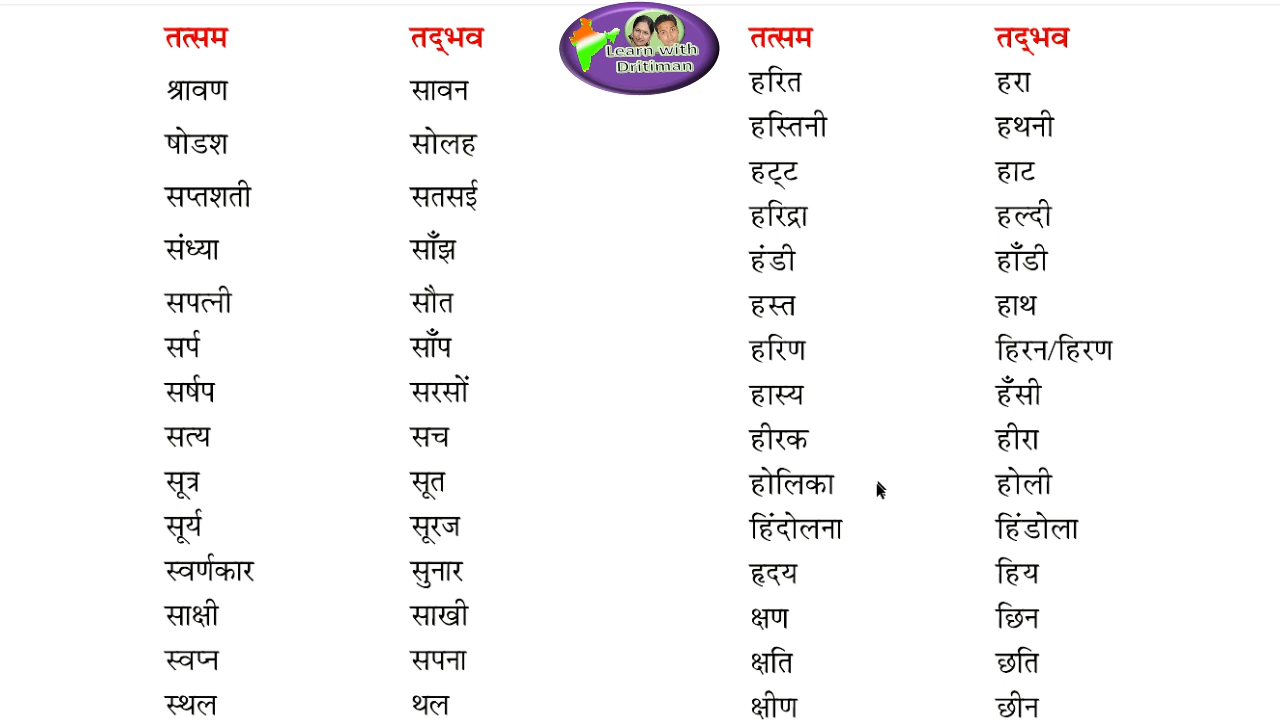 तत्सम तद्‌भव
श्रावण सावन
षोडश सोलह
सप्तशती सतसई
संध्या साँझ
सपत्नी सौत
सर्प साँप
सर्षप सरसों
सत्य सच
सूत्र सूत
सूर्य सूरज
स्वर्णकार सुनार
साक्षी साखी
स्वप्न सपना
स्थल थल
Learn with
Dritiman
तत्सम तद्‌भव
हरित हरा
हस्तिनी हथनी
हट्‌ट हाट
हरिद्रा हल्दी
हंडी हाँडी
हस्त हाथ
हरिण हिरन/हिरण
हास्य हँसी
हीरक हीरा
होलिका होली
हिंदोलना हिंडोला
हृदय हिय
क्षण छिन
क्षति छति
क्षीण छीन